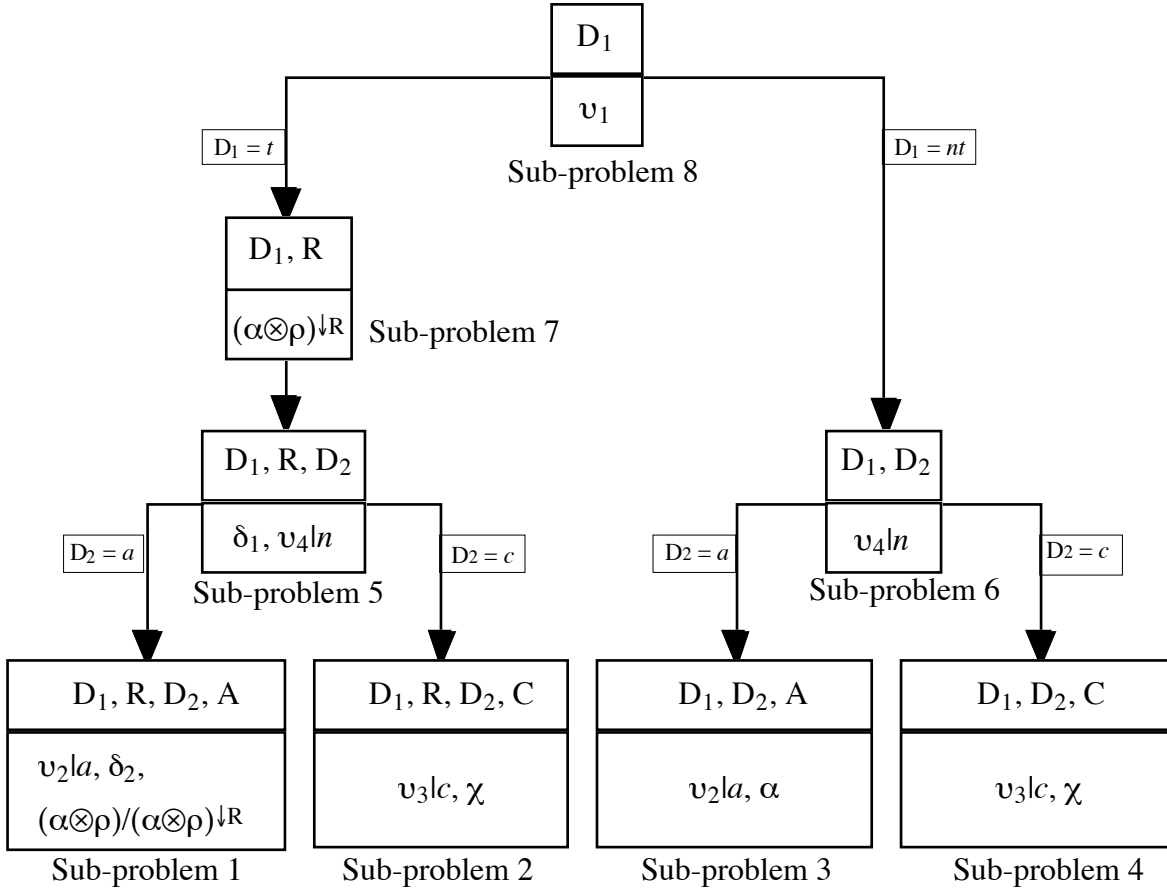 D₁
υ₁
D₁ = t
D₁ = nt
Sub-problem 8
D₁, R
(α⊗ρ)↓R
Sub-problem 7
D₁, R, D₂
δ₁, υ₄|n
D₂ = a
D₂ = c
Sub-problem 5
D₁, D₂
υ₄|n
D₂ = a
D₂ = c
Sub-problem 6
D₁, R, D₂, A
υ₂|a, δ₂,
(α⊗ρ)/(α⊗ρ)↓R
Sub-problem 1
D₁, R, D₂, C
υ₃|c, χ
Sub-problem 2
D₁, D₂, A
υ₂|a, α
Sub-problem 3
D₁, D₂, C
υ₃|c, χ
Sub-problem 4